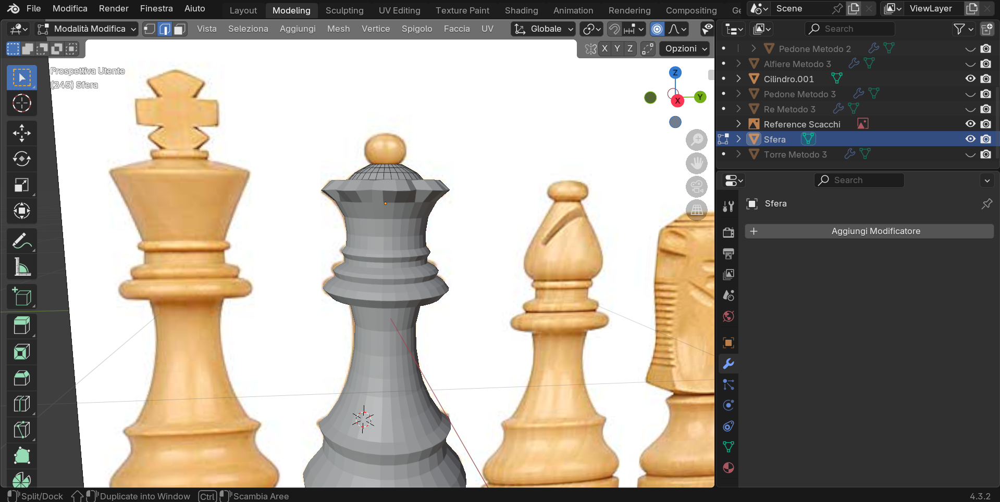 File Modifica Render Finestra Aiuto Layout Modeling Sculpting UV Editing Texture Paint Shading Animation Rendering Compositing Ge Scene ViewLayer
Modalità Modifica Vista Seleziona Aggiungi Mesh Vertice Spigolo Faccia UV Globale Search
X Y Z Opzioni
Prospettiva Utente
(245) Sfera
Z
Y
X
Pedone Metodo 2
Alfiere Metodo 3
Cilindro.001
Pedone Metodo 3
Re Metodo 3
Reference Scacchi
Sfera
Torre Metodo 3
Search
Sfera
Aggiungi Modificatore
Split/Dock Duplicate into Window Ctrl Scambia Aree 4.3.2